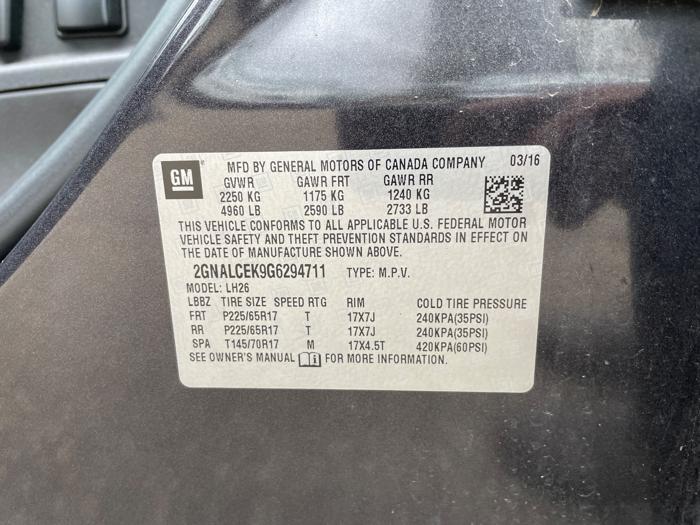 GM MFD BY GENERAL MOTORS OF CANADA COMPANY 03/16
GVWR GAWR FRT GAWR RR
2250 KG 1175 KG 1240 KG
4960 LB 2590 LB 2733 LB
THIS VEHICLE CONFORMS TO ALL APPLICABLE U.S. FEDERAL MOTOR
VEHICLE SAFETY AND THEFT PREVENTION STANDARDS IN EFFECT ON
THE DATE OF MANUFACTURE SHOWN ABOVE.
2GNALCEK9G6294711 TYPE: M.P.V.
MODEL: LH26
LBBZ TIRE SIZE SPEED RTG RIM COLD TIRE PRESSURE
FRT P225/65R17 T 17X7J 240KPA(35PSI)
RR P225/65R17 T 17X7J 240KPA(35PSI)
SPA T145/70R17 M 17X4.5T 420KPA(60PSI)
SEE OWNER'S MANUAL FOR MORE INFORMATION.